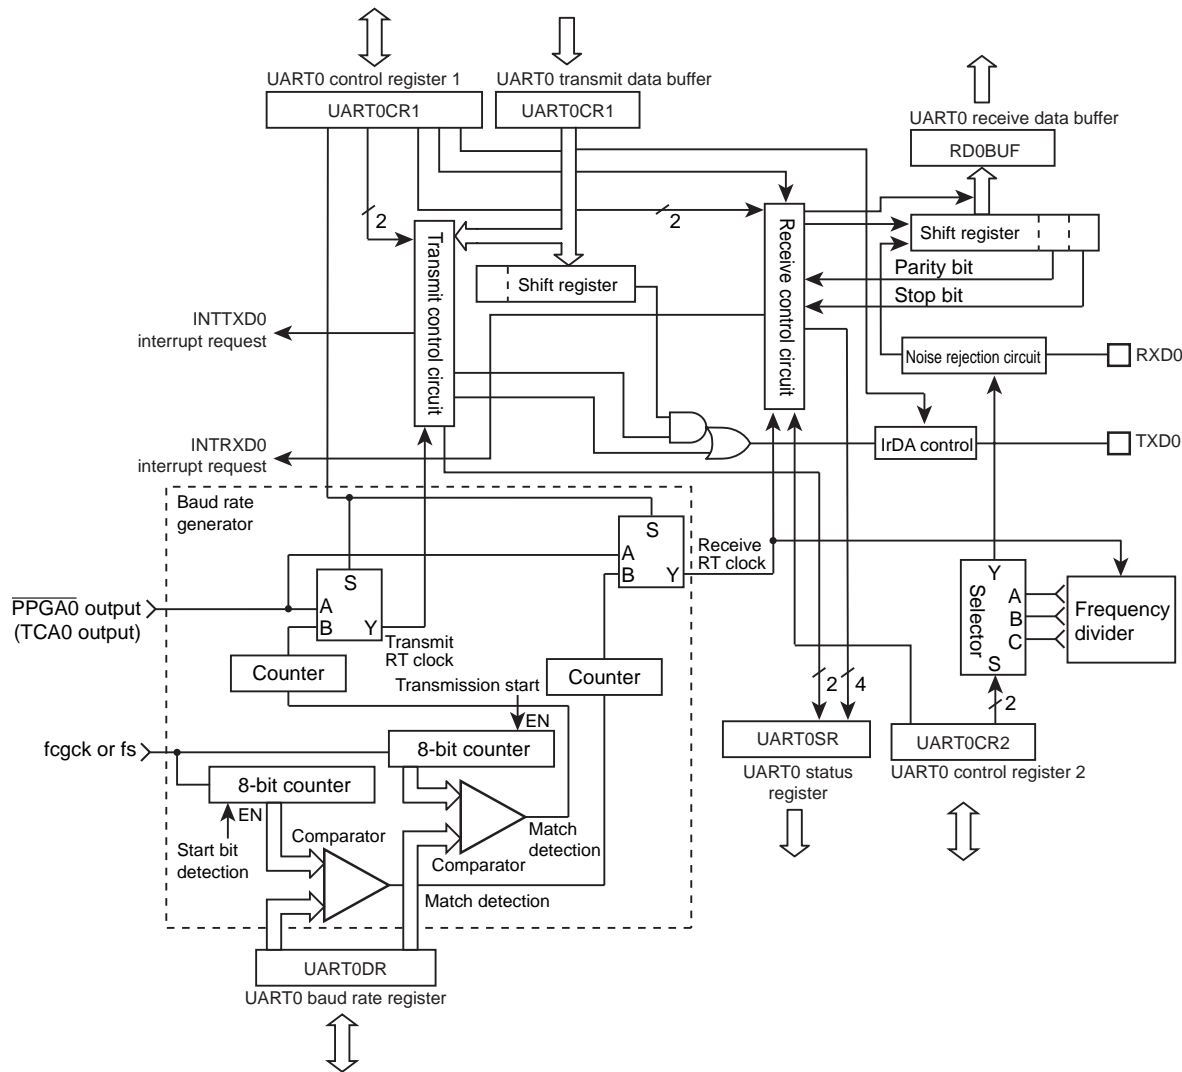 UART0 control register 1
UART0CR1
UART0 transmit data buffer
UART0CR1
UART0 receive data buffer
RD0BUF
2
2
Transmit control circuit
Receive control circuit
Shift register
Shift register
Parity bit
Stop bit
INTTXD0
interrupt request
Noise rejection circuit
RXD0
INTRXD0
interrupt request
IrDA control
TXD0
Baud rate
generator
S
A
B
Y
Receive
RT clock
S
A
B
Y
Transmit
RT clock
PPGA0 output
(TCA0 output)
Y
Selector
A
B
C
S
Frequency
divider
Counter
Counter
Transmission start
EN
2
4
2
fcgck or fs
8-bit counter
8-bit counter
UART0SR
UART0 status
register
UART0CR2
UART0 control register 2
EN
Start bit
detection
Comparator
Comparator
Match
detection
Match detection
UART0DR
UART0 baud rate register